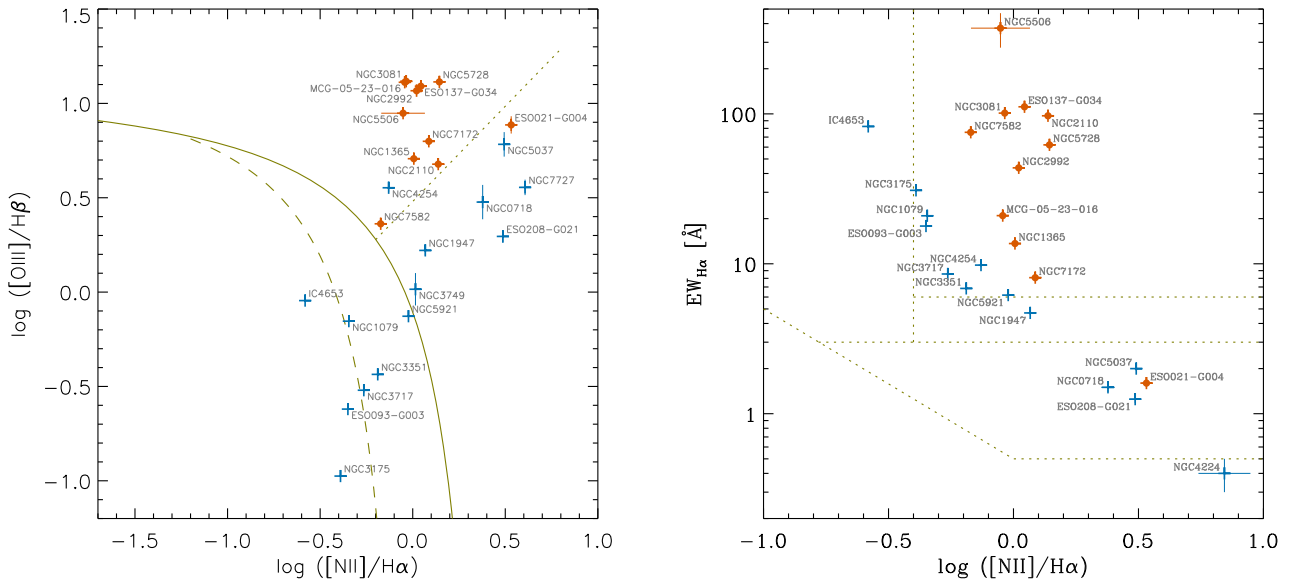 1.0
0.5
0.0
−0.5
−1.0
log ([OIII]/Hβ)
−1.5
−1.0
−0.5
0.0
0.5
1.0
log ([NII]/Hα)
NGC3081
NGC5728
MCG-05-23-016
ESO137-G034
NGC2992
NGC5506
ESO021-G004
NGC7172
NGC5037
NGC1365
NGC2110
NGC4254
NGC7727
NGC0718
NGC7582
ESO208-G021
NGC1947
NGC3749
IC4653
NGC5921
NGC1079
NGC3351
NGC3717
ESO093-G003
NGC3175
100
10
1
EWHα [Å]
−1.0
−0.5
0.0
0.5
1.0
log ([NII]/Hα)
NGC5506
ESO137-G034
NGC3081
IC4653
NGC2110
NGC7582
NGC5728
NGC2992
NGC3175
NGC1079
MCG-05-23-016
ESO093-G003
NGC1365
NGC4254
NGC3717
NGC7172
NGC3351
NGC5921
NGC1947
NGC5037
ESO021-G004
NGC0718
ESO208-G021
NGC4224